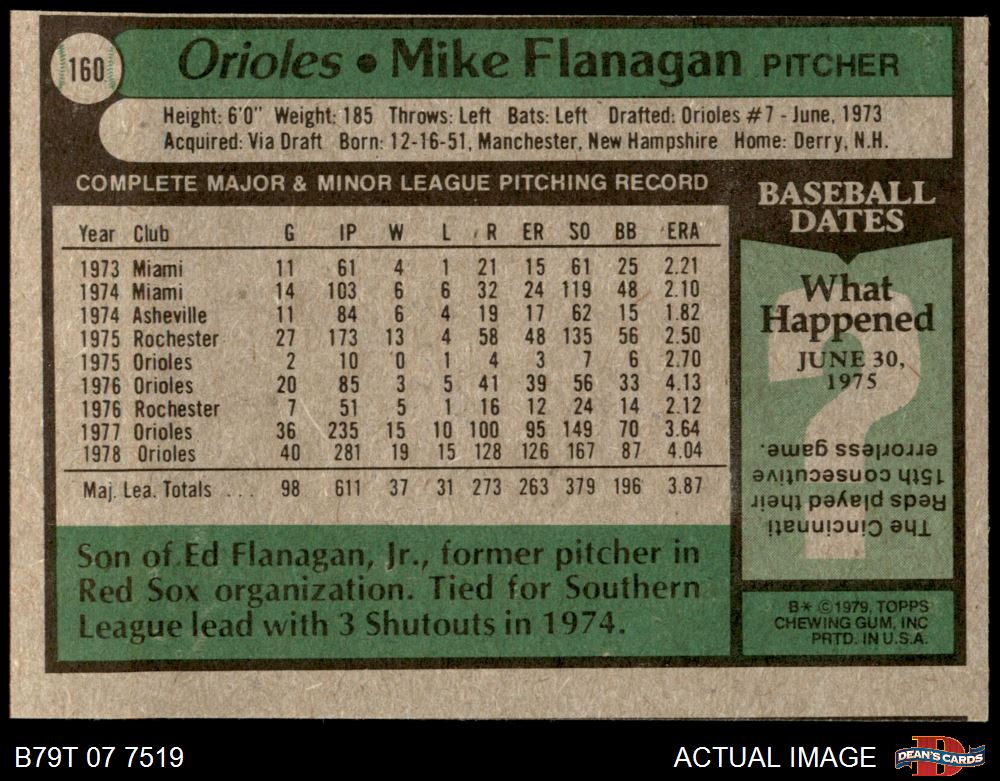 160
Orioles • Mike Flanagan PITCHER
Height: 6'0" Weight: 185 Throws: Left Bats: Left Drafted: Orioles #7 - June, 1973
Acquired: Via Draft Born: 12-16-51, Manchester, New Hampshire Home: Derry, N.H.
COMPLETE MAJOR & MINOR LEAGUE PITCHING RECORD
Year Club G IP W L R ER SO BB ERA
1973 Miami 11 61 4 1 21 15 61 25 2.21
1974 Miami 14 103 6 6 32 24 119 48 2.10
1974 Asheville 11 84 6 4 19 17 62 15 1.82
1975 Rochester 27 173 13 4 58 48 135 56 2.50
1975 Orioles 2 10 0 1 4 3 7 6 2.70
1976 Orioles 20 85 3 5 41 39 56 33 4.13
1976 Rochester 7 51 5 1 16 12 24 14 2.12
1977 Orioles 36 235 15 10 100 95 149 70 3.64
1978 Orioles 40 281 19 15 128 126 167 87 4.04
Maj. Lea. Totals ... 98 611 37 31 273 263 379 196 3.87
Son of Ed Flanagan, Jr., former pitcher in
Red Sox organization. Tied for Southern
League lead with 3 Shutouts in 1974.
BASEBALL
DATES
What
Happened
JUNE 30,
1975
The Cincinnati
Reds played their
15th consecutive
errorless game.
B* ©1979, TOPPS
CHEWING GUM, INC
PRTD. IN U.S.A.
B79T 07 7519
ACTUAL IMAGE
D
DEAN'S CARDS